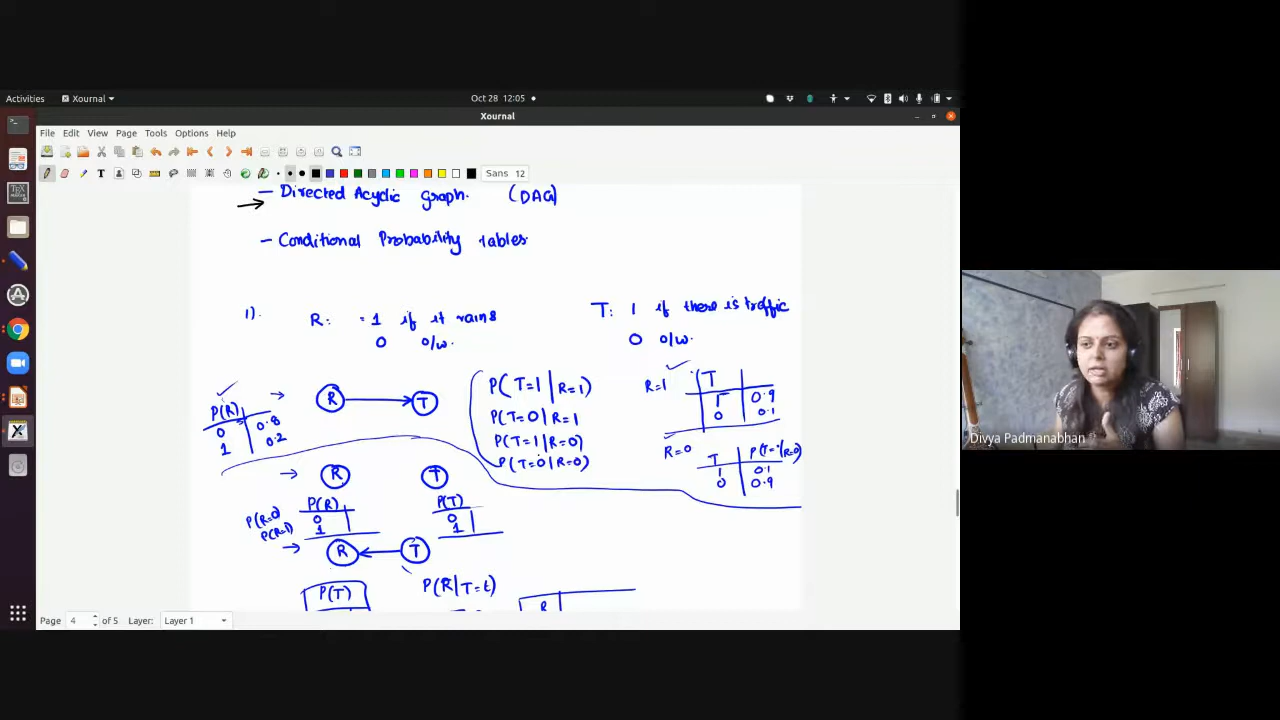 Activities Xournal Oct 28 12:05
Xournal
File Edit View Page Tools Options Help
Sans 12
- Directed Acyclic graph. (DAG)
- Conditional Probability tables
1). R: = 1 if it rains
0 o/w.
T: 1 if there is traffic
0 o/w.
P(R)
0 0.8
1 0.2
R T
P(T=1 | R=1)
P(T=0 | R=1
P(T=1 | R=0)
P(T=0 | R=0)
R=1 T
1 0.9
0 0.1
R=0 T P(T=1/R=0)
1 0.1
0 0.9
R T
P(R=0)
P(R=1)
P(R)
0
1
P(T)
0
1
R T
P(T)
P(R|T=t)
R
Page 4 of 5 Layer: Layer 1
Divya Padmanabhan